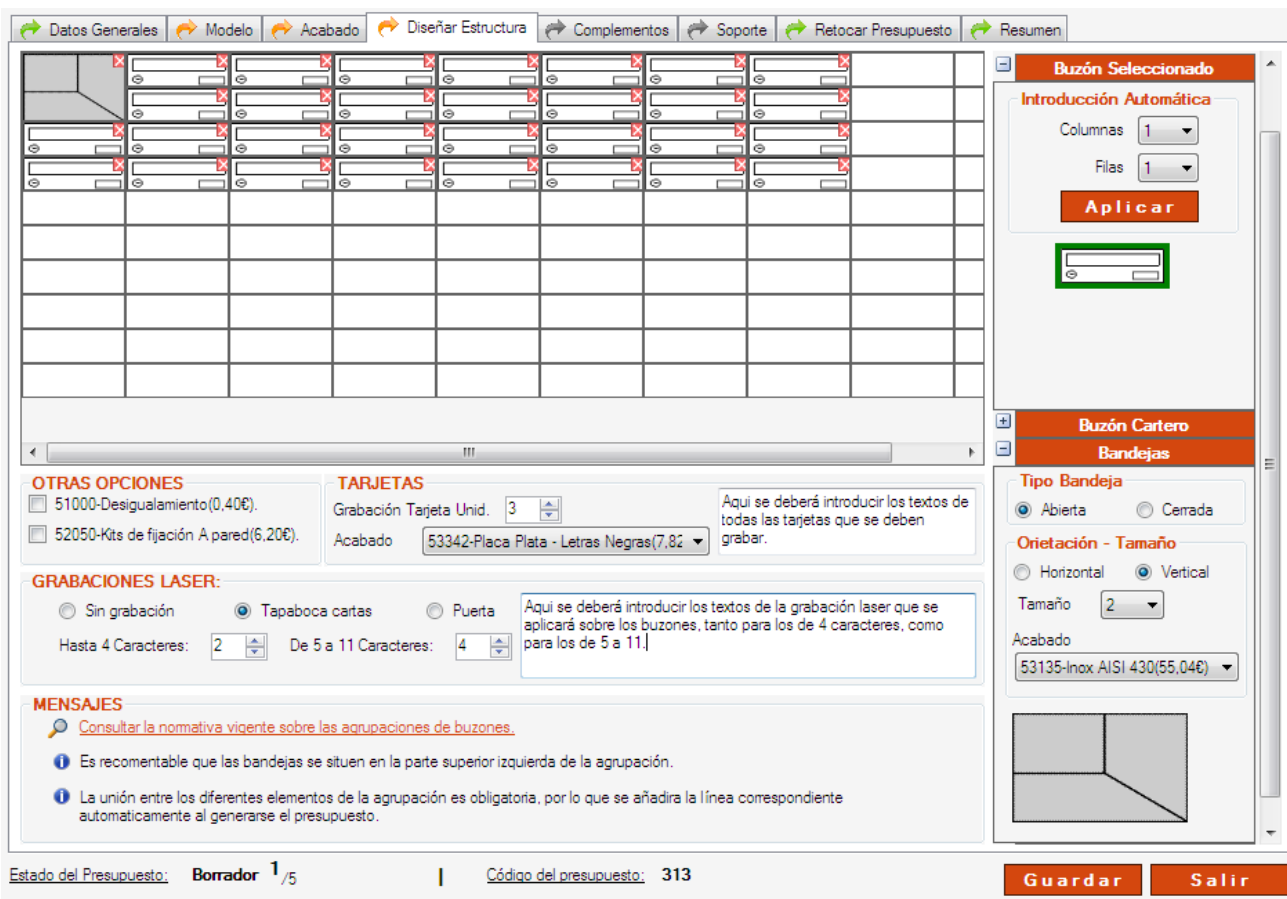 Datos Generales Modelo Acabado Diseñar Estructura Complementos Soporte Retocar Presupuesto Resumen
Buzón Seleccionado
Introducción Automática
Columnas 1
Filas 1
Aplicar
Buzón Cartero
Bandejas
Tipo Bandeja
Abierta Cerrada
Orietación - Tamaño
Horizontal Vertical
Tamaño 2
Acabado
53135-Inox AISI 430(55,04€)
OTRAS OPCIONES
51000-Desigualamiento(0,40€).
52050-Kits de fijación A pared(6,20€).
TARJETAS
Grabación Tarjeta Unid. 3
Acabado 53342-Placa Plata - Letras Negras(7,82
Aqui se deberá introducir los textos de
todas las tarjetas que se deben
grabar.
GRABACIONES LASER:
Sin grabación Tapaboca cartas Puerta
Hasta 4 Caracteres: 2 De 5 a 11 Caracteres: 4
Aqui se deberá introducir los textos de la grabación laser que se
aplicará sobre los buzones, tanto para los de 4 caracteres, como
para los de 5 a 11.
MENSAJES
Consultar la normativa vigente sobre las agrupaciones de buzones.
Es recomentable que las bandejas se situen en la parte superior izquierda de la agrupación.
La unión entre los diferentes elementos de la agrupación es obligatoria, por lo que se añadira la línea correspondiente
automaticamente al generarse el presupuesto.
Estado del Presupuesto: Borrador 1/5 | Código del presupuesto: 313
Guardar Salir